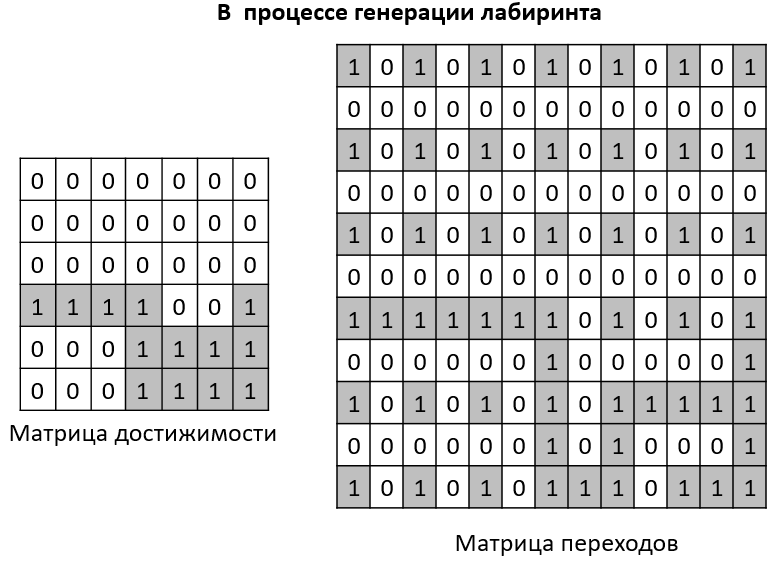 В процессе генерации лабиринта
0 0 0 0 0 0 0
0 0 0 0 0 0 0
0 0 0 0 0 0 0
1 1 1 1 0 0 1
0 0 0 1 1 1 1
0 0 0 1 1 1 1
Матрица достижимости
1 0 1 0 1 0 1 0 1 0 1 0 1
0 0 0 0 0 0 0 0 0 0 0 0 0
1 0 1 0 1 0 1 0 1 0 1 0 1
0 0 0 0 0 0 0 0 0 0 0 0 0
1 0 1 0 1 0 1 0 1 0 1 0 1
0 0 0 0 0 0 0 0 0 0 0 0 0
1 1 1 1 1 1 1 0 1 0 1 0 1
0 0 0 0 0 0 1 0 0 0 0 0 1
1 0 1 0 1 0 1 0 1 1 1 1 1
0 0 0 0 0 0 1 0 1 0 0 0 1
1 0 1 0 1 0 1 1 1 0 1 1 1
Матрица переходов